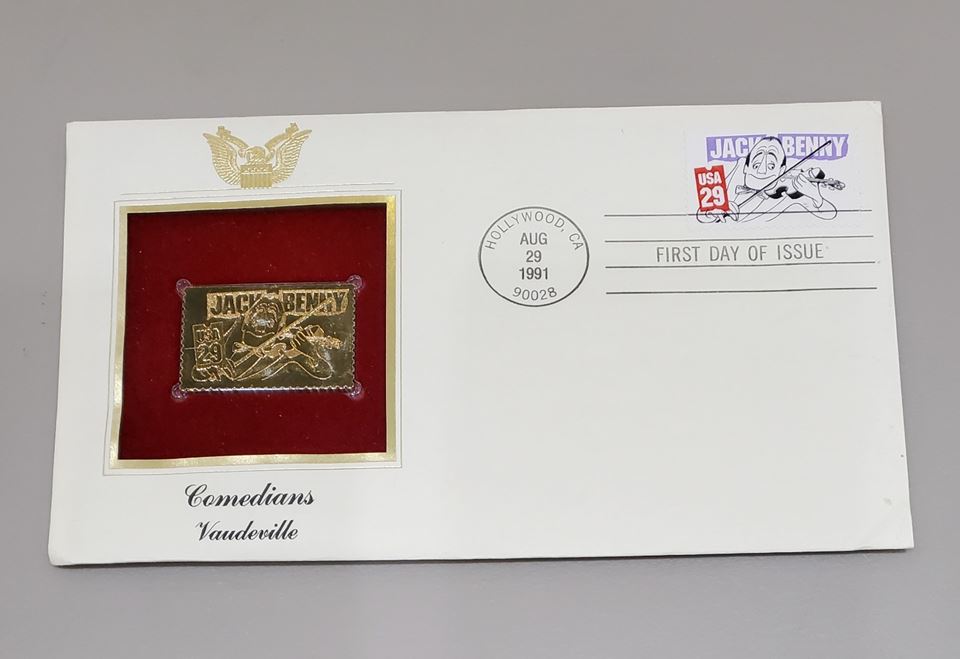 JACK BENNY
USA
29
HOLLYWOOD, CA
AUG
29
1991
90028
FIRST DAY OF ISSUE
JACK BENNY
USA
29
Comedians
Vaudeville